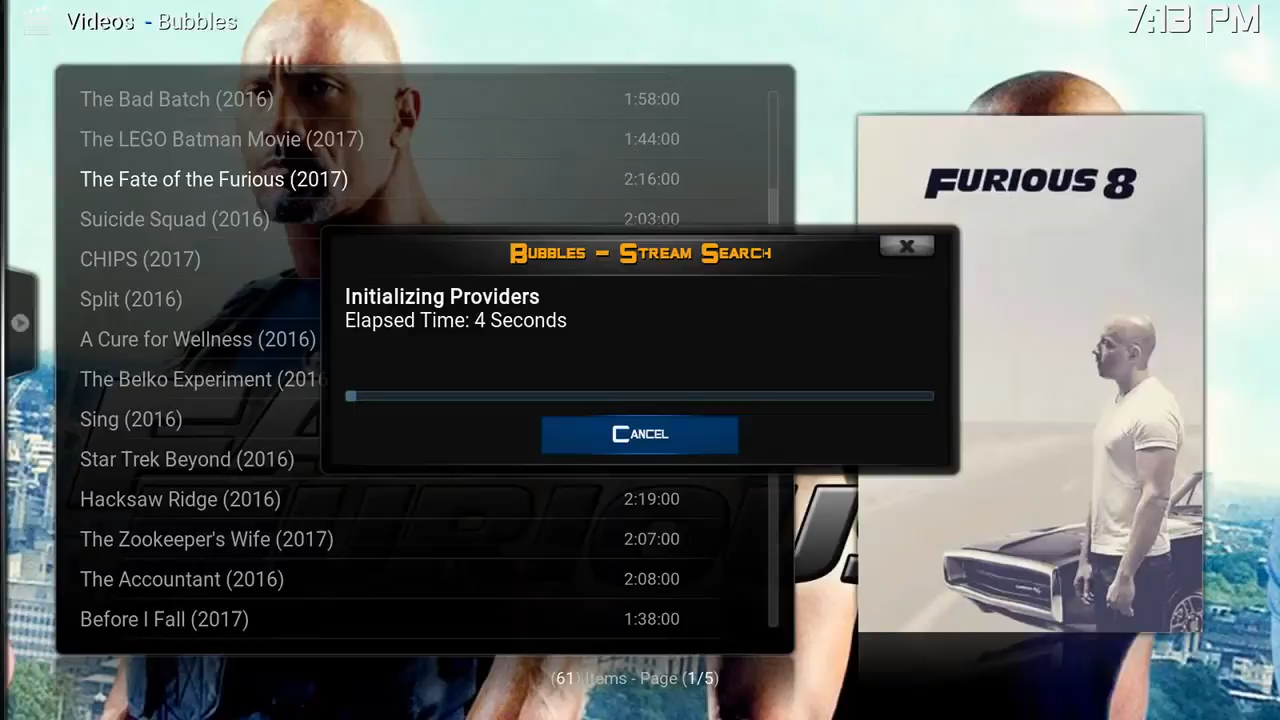 Videos - Bubbles
7:13 PM
The Bad Batch (2016) 1:58:00
The LEGO Batman Movie (2017) 1:44:00
The Fate of the Furious (2017) 2:16:00
Suicide Squad (2016) 2:03:00
CHIPS (2017)
Split (2016)
A Cure for Wellness (2016)
The Belko Experiment (2016
Sing (2016)
Star Trek Beyond (2016)
Hacksaw Ridge (2016) 2:19:00
The Zookeeper's Wife (2017) 2:07:00
The Accountant (2016) 2:08:00
Before I Fall (2017) 1:38:00
(61) Items - Page (1/5)
Bubbles - Stream Search
Initializing Providers
Elapsed Time: 4 Seconds
Cancel
FURIOUS 8